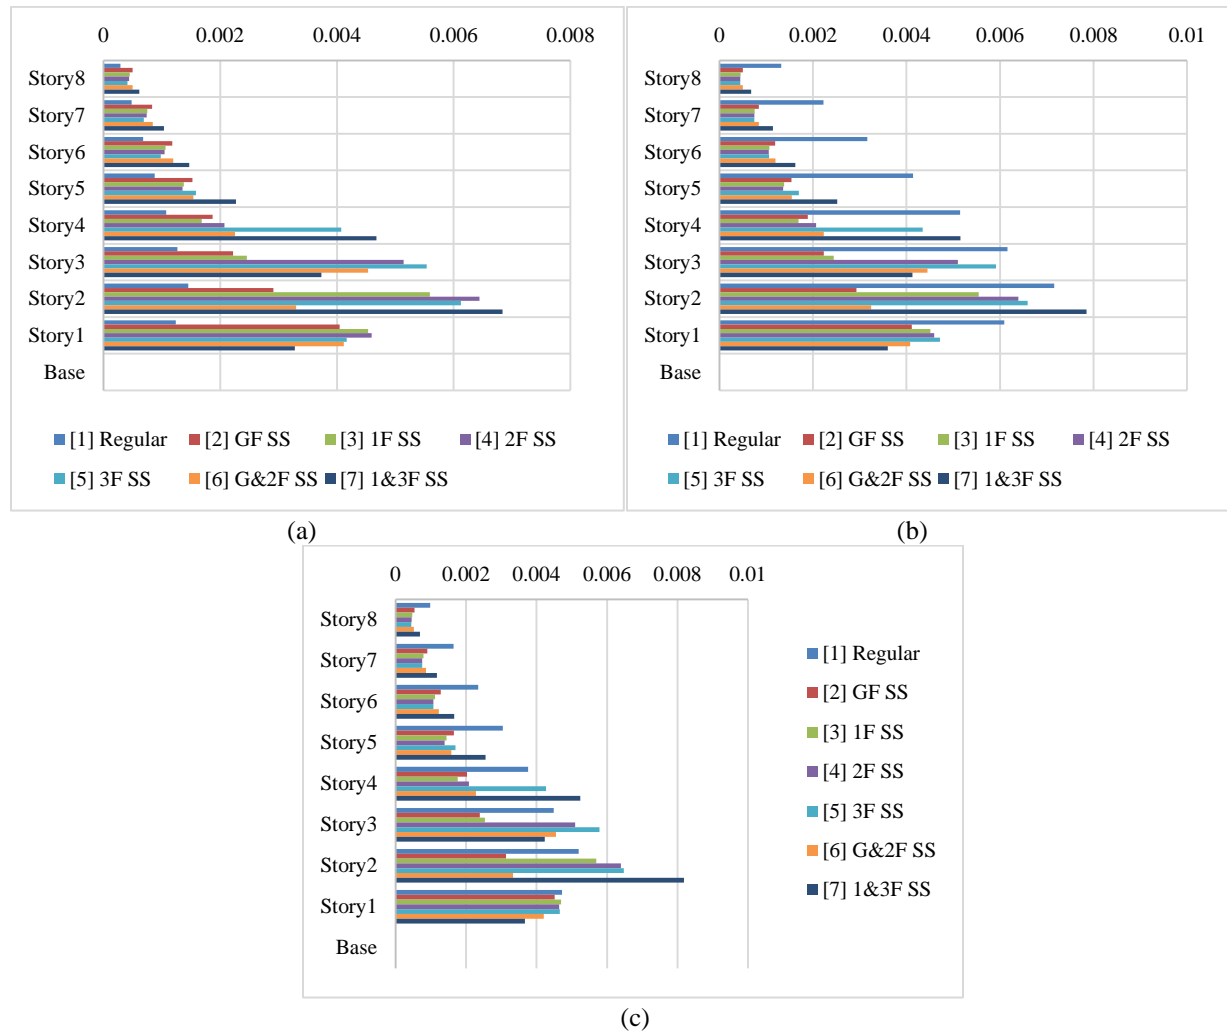 0 0.002 0.004 0.006 0.008
Story8
Story7
Story6
Story5
Story4
Story3
Story2
Story1
Base
[1] Regular [2] GF SS [3] 1F SS [4] 2F SS
[5] 3F SS [6] G&2F SS [7] 1&3F SS
(a)
0 0.002 0.004 0.006 0.008 0.01
Story8
Story7
Story6
Story5
Story4
Story3
Story2
Story1
Base
[1] Regular [2] GF SS [3] 1F SS [4] 2F SS
[5] 3F SS [6] G&2F SS [7] 1&3F SS
(b)
0 0.002 0.004 0.006 0.008 0.01
Story8
Story7
Story6
Story5
Story4
Story3
Story2
Story1
Base
[1] Regular
[2] GF SS
[3] 1F SS
[4] 2F SS
[5] 3F SS
[6] G&2F SS
[7] 1&3F SS
(c)